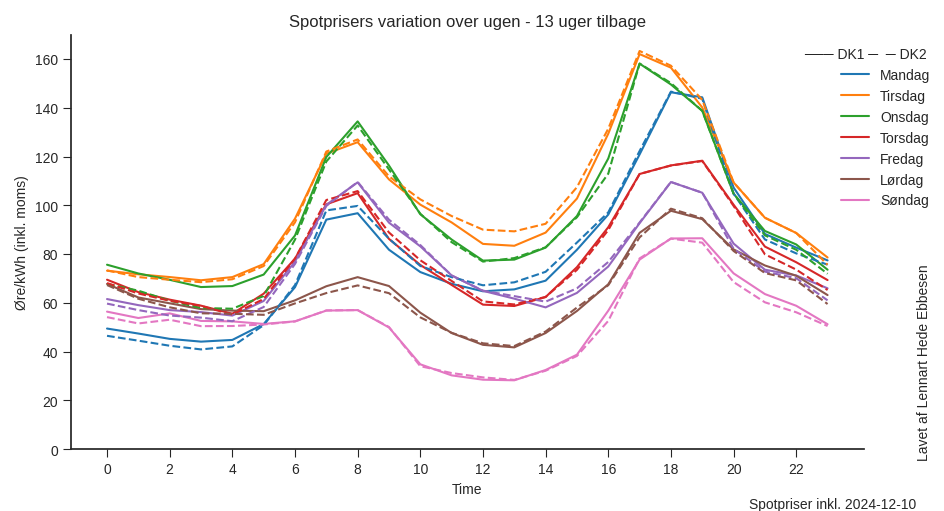 Spotprisers variation over ugen - 13 uger tilbage
DK1 DK2
Mandag
Tirsdag
Onsdag
Torsdag
Fredag
Lørdag
Søndag
Øre/kWh (inkl. moms)
160
140
120
100
80
60
40
20
0
0 2 4 6 8 10 12 14 16 18 20 22
Time
Lavet af Lennart Hede Ebbesen
Spotpriser inkl. 2024-12-10